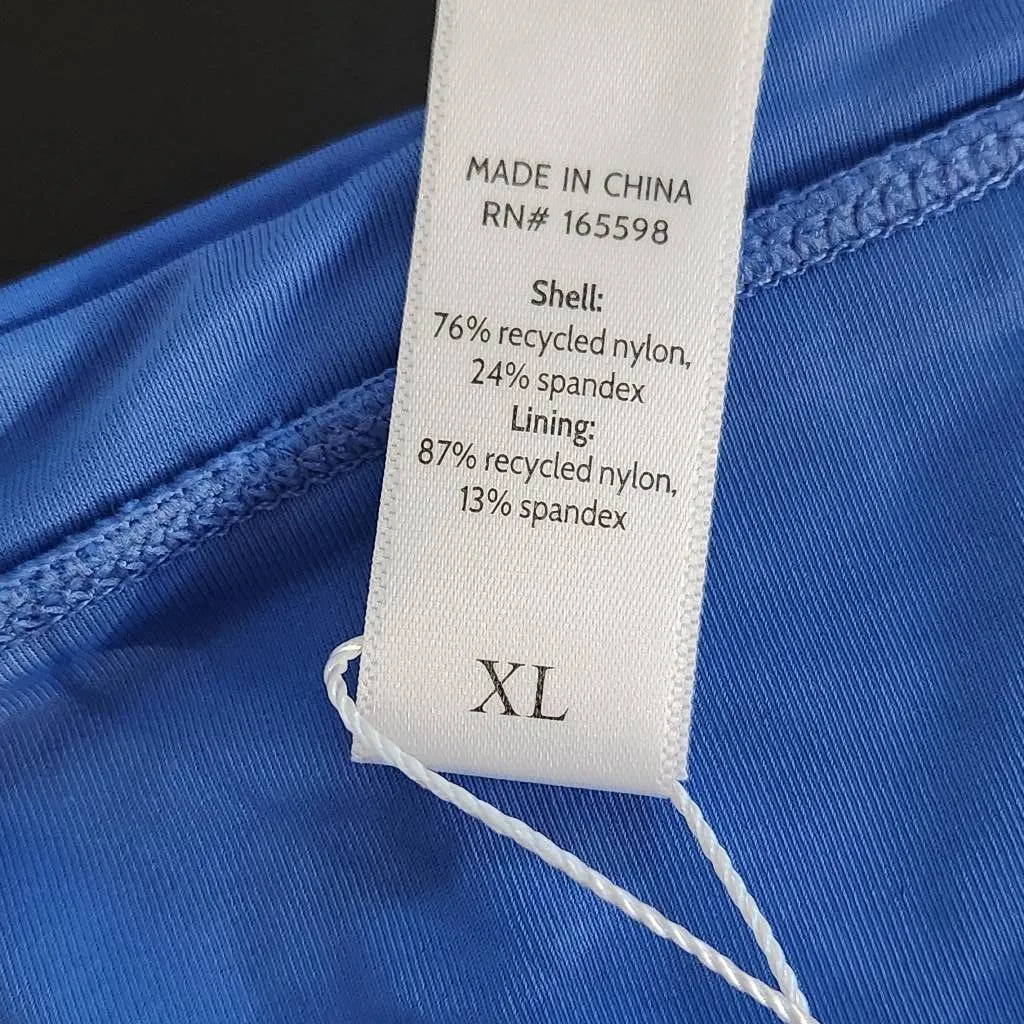 MADE IN CHINA
RN# 165598
Shell:
76% recycled nylon,
24% spandex
Lining:
87% recycled nylon,
13% spandex
XL